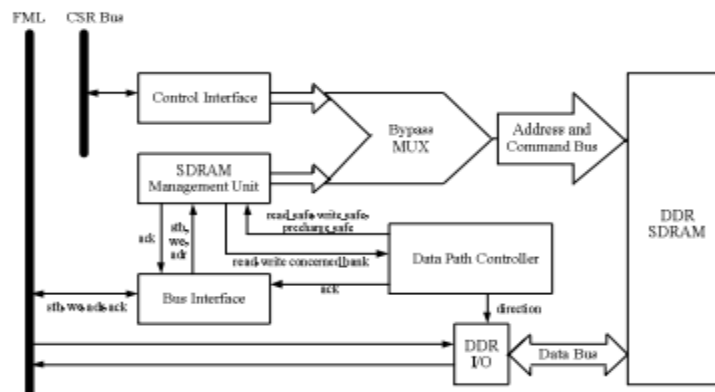 FML
CSR Bus
Control Interface
Bypass
MUX
Address and
Command Bus
SDRAM
Management Unit
DDR
SDRAM
read_safe, write_safe,
precharge_safe
ack
stb,
we,
adr
read, write concerned_bank
Data Path Controller
ack
Bus Interface
stb, we, adr, ack
direction
DDR
I/O
Data Bus